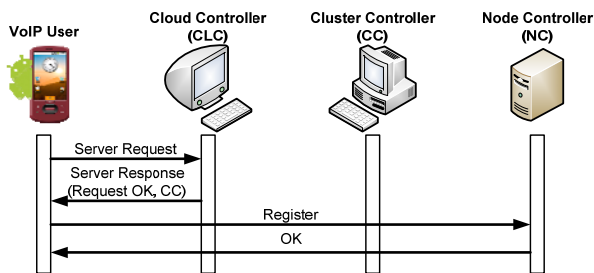 VoIP User
Cloud Controller
(CLC)
Cluster Controller
(CC)
Node Controller
(NC)
Server Request
Server Response
(Request OK, CC)
Register
OK